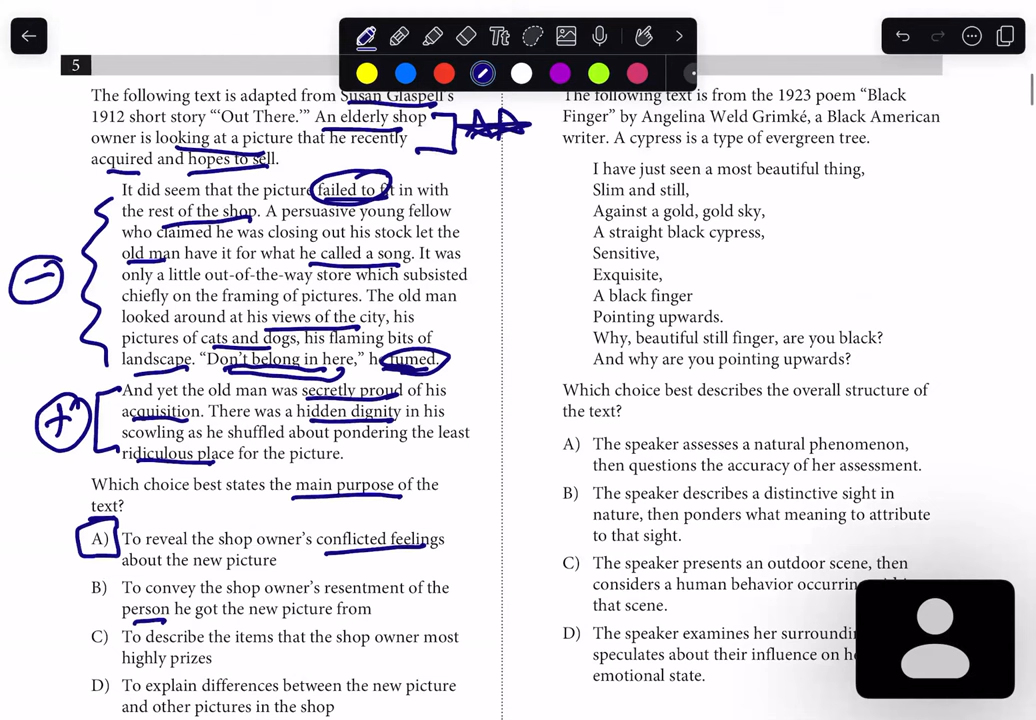 Tt
5
The following text is adapted from Susan Glaspell's
1912 short story "'Out There.'" An elderly shop
owner is looking at a picture that he recently
acquired and hopes to sell.
It did seem that the picture failed to fit in with
the rest of the shop. A persuasive young fellow
who claimed he was closing out his stock let the
old man have it for what he called a song. It was
only a little out-of-the-way store which subsisted
chiefly on the framing of pictures. The old man
looked around at his views of the city, his
pictures of cats and dogs, his flaming bits of
landscape. "Don't belong in here," he fumed.
And yet the old man was secretly proud of his
acquisition. There was a hidden dignity in his
scowling as he shuffled about pondering the least
ridiculous place for the picture.
Which choice best states the main purpose of the
text?
A) To reveal the shop owner's conflicted feelings
about the new picture
B) To convey the shop owner's resentment of the
person he got the new picture from
C) To describe the items that the shop owner most
highly prizes
D) To explain differences between the new picture
and other pictures in the shop
The following text is from the 1923 poem "Black
Finger" by Angelina Weld Grimké, a Black American
writer. A cypress is a type of evergreen tree.
I have just seen a most beautiful thing,
Slim and still,
Against a gold, gold sky,
A straight black cypress,
Sensitive,
Exquisite,
A black finger
Pointing upwards.
Why, beautiful still finger, are you black?
And why are you pointing upwards?
Which choice best describes the overall structure of
the text?
A) The speaker assesses a natural phenomenon,
then questions the accuracy of her assessment.
B) The speaker describes a distinctive sight in
nature, then ponders what meaning to attribute
to that sight.
C) The speaker presents an outdoor scene, then
considers a human behavior
that scene.
D) The speaker examines her
speculates about their influence on
emotional state.